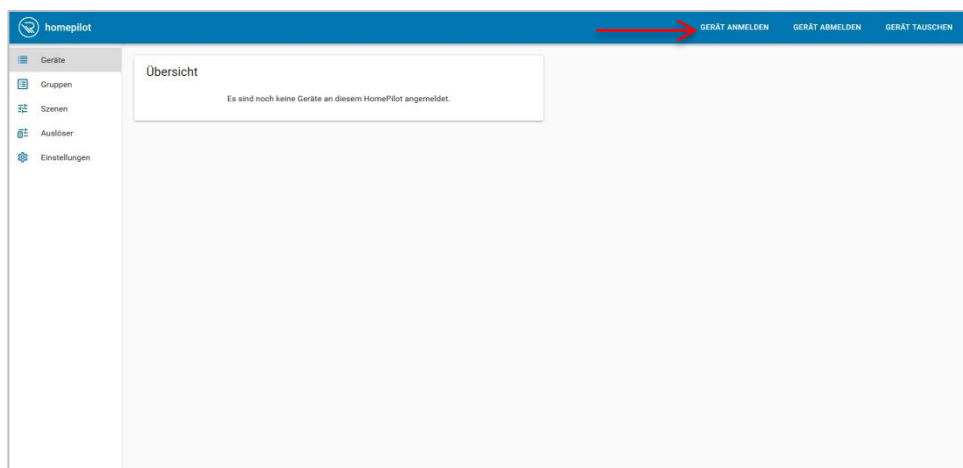 homepilot
GERÄT ANMELDEN
GERÄT ABMELDEN
GERÄT TAUSCHEN
Geräte
Gruppen
Szenen
Auslöser
Einstellungen
Übersicht
Es sind noch keine Geräte an diesem HomePilot angemeldet.